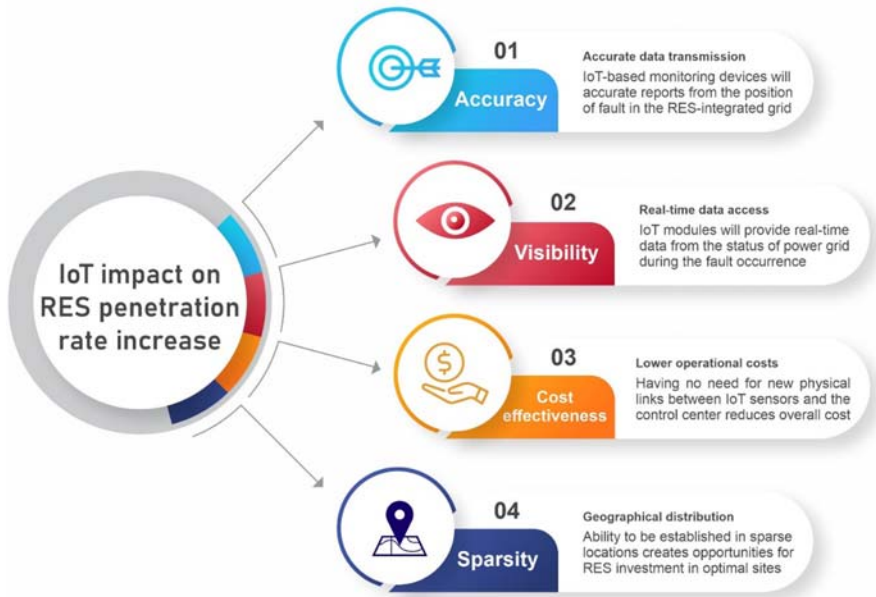 IoT impact on
RES penetration
rate increase
01
Accuracy
Accurate data transmission
IoT-based monitoring devices will
accurate reports from the position
of fault in the RES-integrated grid
02
Visibility
Real-time data access
IoT modules will provide real-time
data from the status of power grid
during the fault occurrence
$
03
Cost
effectiveness
Lower operational costs
Having no need for new physical
links between IoT sensors and the
control center reduces overall cost
04
Sparsity
Geographical distribution
Ability to be established in sparse
locations creates opportunities for
RES investment in optimal sites